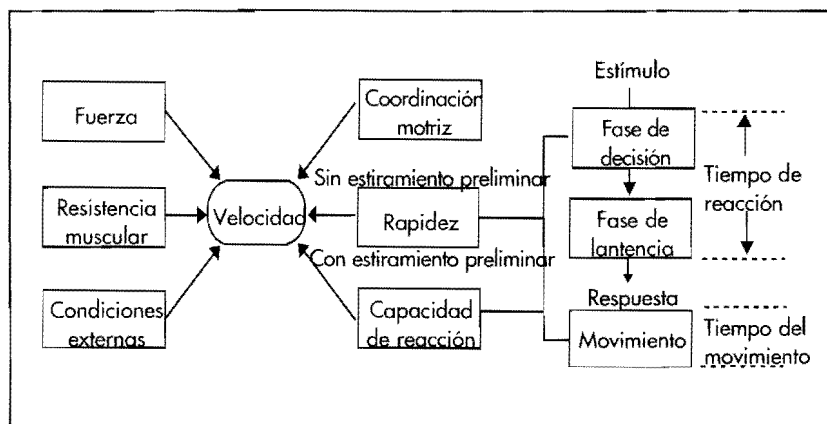 Fuerza
Resistencia
muscular
Condiciones
externas
Velocidad
Coordinación
motriz
Sin estiramiento preliminar
Rapidez
Con estiramiento preliminar
Capacidad
de reacción
Estímulo
Fase de
decisión
Fase de
lantencia
Respuesta
Movimiento
Tiempo de
reacción
Tiempo del
movimiento